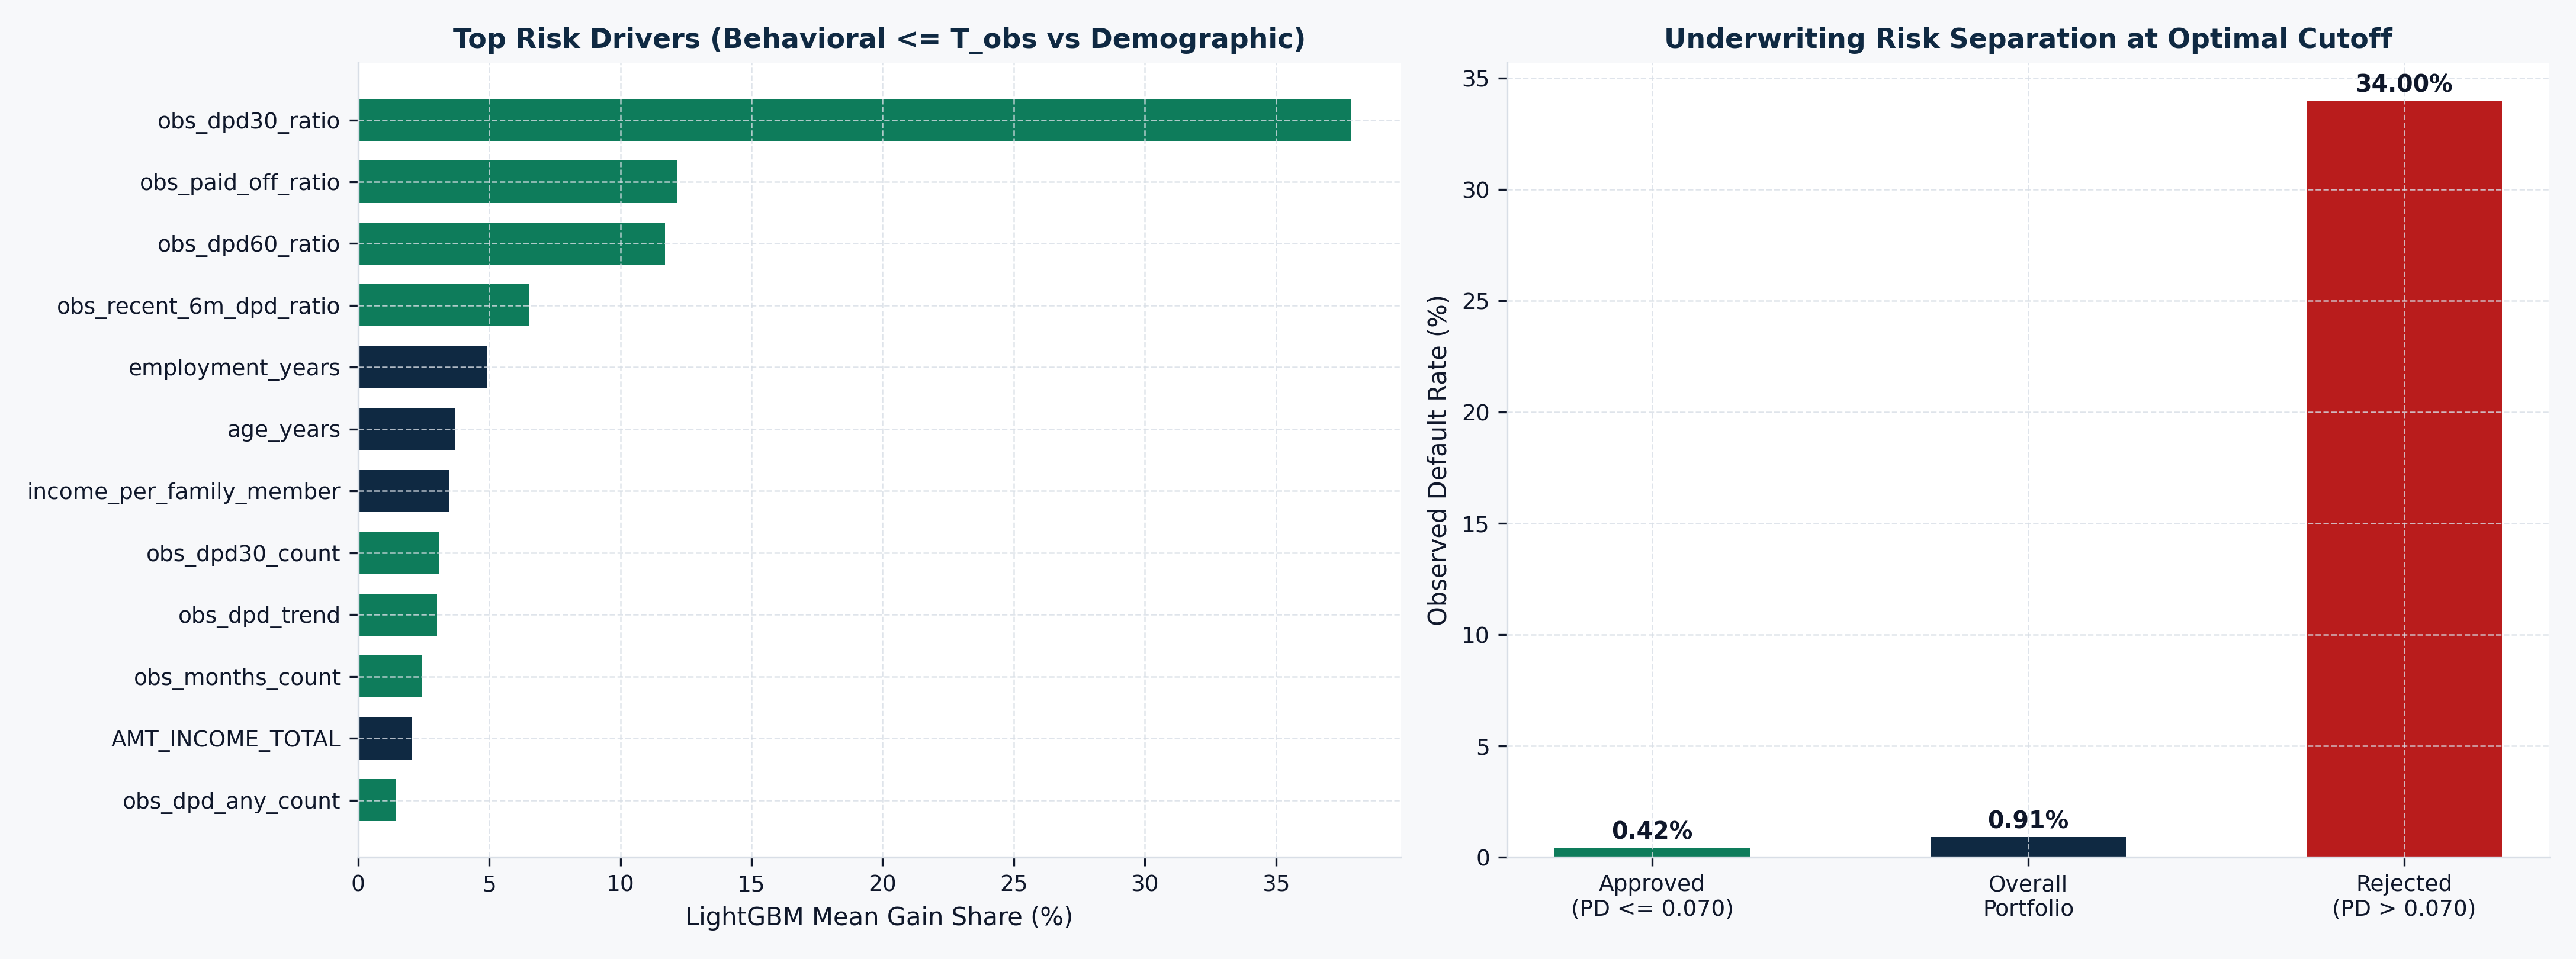 Top Risk Drivers (Behavioral <= T_obs vs Demographic)
obs_dpd30_ratio
obs_paid_off_ratio
obs_dpd60_ratio
obs_recent_6m_dpd_ratio
employment_years
age_years
income_per_family_member
obs_dpd30_count
obs_dpd_trend
obs_months_count
AMT_INCOME_TOTAL
obs_dpd_any_count
0 5 10 15 20 25 30 35
LightGBM Mean Gain Share (%)
Underwriting Risk Separation at Optimal Cutoff
Observed Default Rate (%)
35
30
25
20
15
10
5
0
0.42%
0.91%
34.00%
Approved
(PD <= 0.070)
Overall
Portfolio
Rejected
(PD > 0.070)